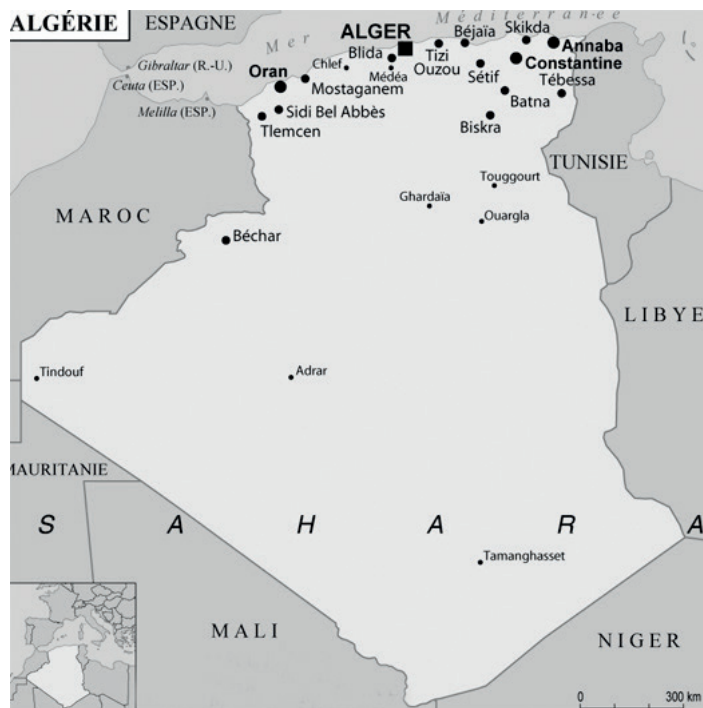 ALGÉRIE
ESPAGNE
Mer Méditerranée
Gibraltar (R.-U.)
Ceuta (ESP.)
Melilla (ESP.)
ALGER
Blida
Médéa
Chlef
Oran
Mostaganem
Sidi Bel Abbès
Tlemcen
Tizi
Ouzou
Béjaïa
Sétif
Skikda
Annaba
Constantine
Tébessa
Batna
Biskra
TUNISIE
Touggourt
Ghardaïa
Ouargla
MAROC
Béchar
LIBYE
Tindouf
Adrar
MAURITANIE
SAHARA
Tamanghasset
MALI
NIGER
0 300 km